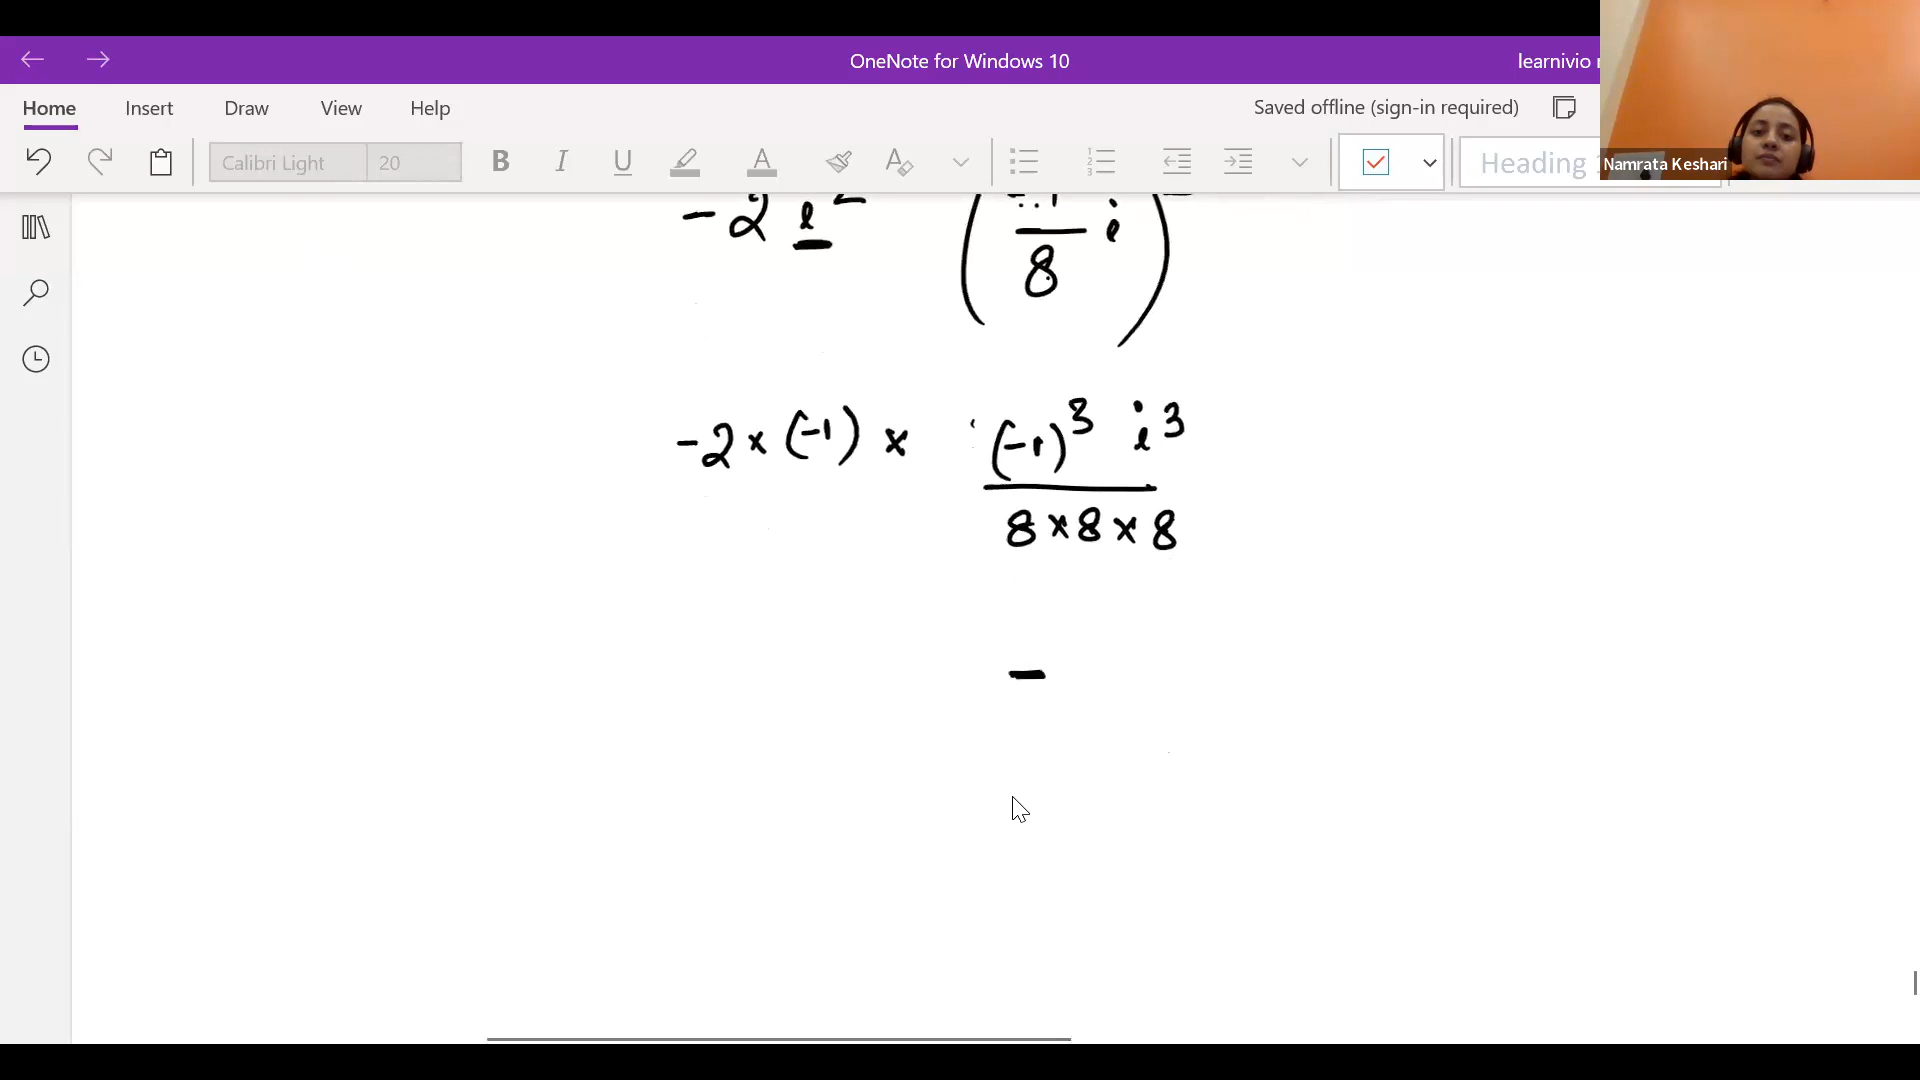 OneNote for Windows 10
learnivio
Home Insert Draw View Help
Saved offline (sign-in required)
Calibri Light 20 B I U A A Heading
Namrata Keshari
-2 i² ( /8 i)
-2 × (-1) × (-1)³ i³
8 × 8 × 8
-